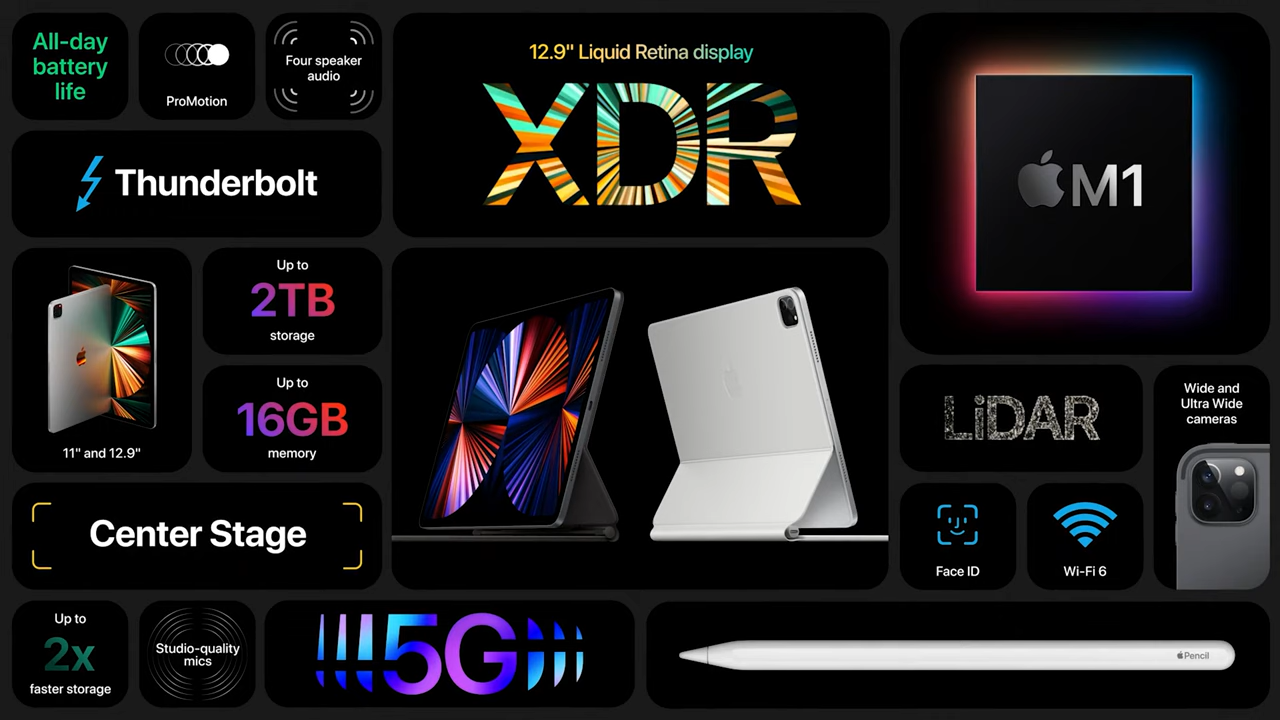 All-day
battery
life
ProMotion
Four speaker
audio
12.9" Liquid Retina display
XDR
M1
Thunderbolt
11" and 12.9"
Up to
2TB
storage
Up to
16GB
memory
LiDAR
Wide and
Ultra Wide
cameras
Center Stage
Face ID
Wi-Fi 6
Up to
2x
faster storage
Studio-quality
mics
5G
Pencil